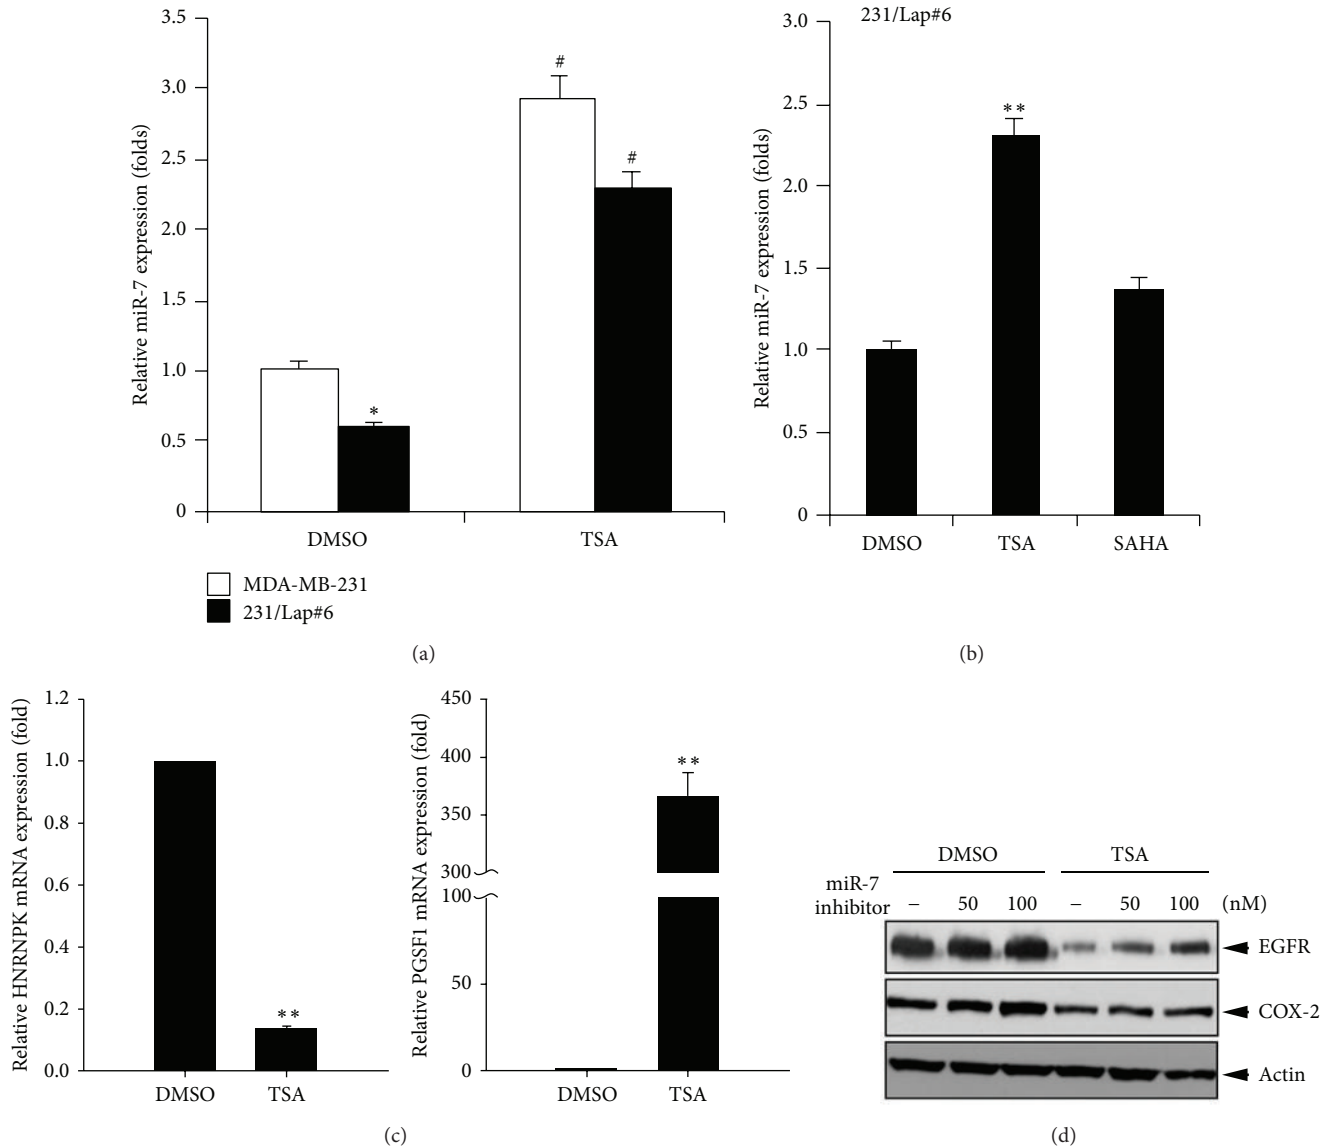 3.5
3.0
2.5
2.0
1.5
1.0
0.5
0
Relative miR-7 expression (folds)
*
#
#
DMSO
TSA
MDA-MB-231
231/Lap#6
(a)
231/Lap#6
3.0
2.5
2.0
1.5
1.0
0.5
0
Relative miR-7 expression (folds)
**
DMSO
TSA
SAHA
(b)
1.2
1.0
0.8
0.6
0.4
0.2
0.0
Relative HNRNPK mRNA expression (fold)
**
DMSO
TSA
450
400
350
300
100
50
0
Relative PGSF1 mRNA expression (fold)
**
DMSO
TSA
(c)
DMSO
TSA
miR-7
inhibitor
– 50 100 – 50 100 (nM)
EGFR
COX-2
Actin
(d)